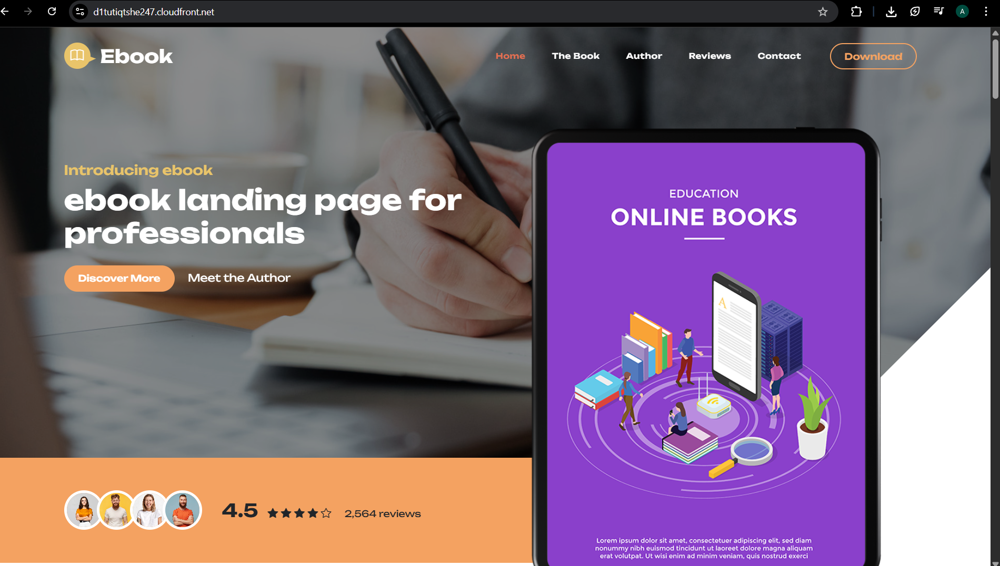 d1tutiqtshe247.cloudfront.net
A
Ebook
Home
The Book
Author
Reviews
Contact
Download
Introducing ebook
ebook landing page for
professionals
Discover More
Meet the Author
EDUCATION
ONLINE BOOKS
A
4.5
2,564 reviews
Lorem ipsum dolor sit amet, consectetuer adipiscing elit, sed diam
nonummy nibh euismod tincidunt ut laoreet dolore magna aliquam
erat volutpat. Ut wisi enim ad minim veniam, quis nostrud exerci